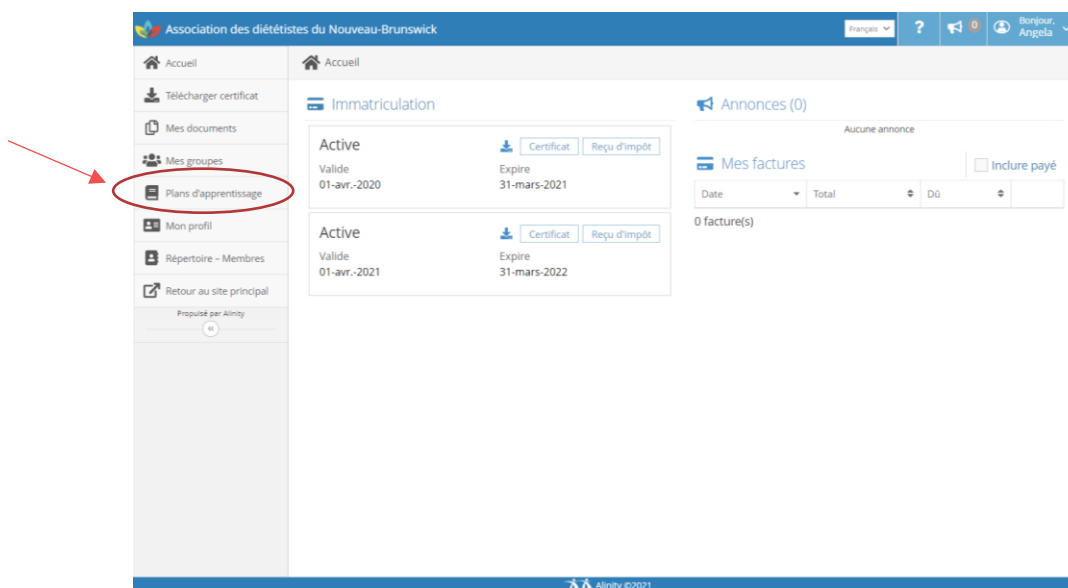 Association des diététistes du Nouveau-Brunswick
Français
?
0
Bonjour,
Angela
Accueil
Télécharger certificat
Mes documents
Mes groupes
Plans d'apprentissage
Mon profil
Répertoire – Membres
Retour au site principal
Propulsé par Alinity
Accueil
Immatriculation
Active
Certificat Reçu d'impôt
Valide Expire
01-avr.-2020 31-mars-2021
Active
Certificat Reçu d'impôt
Valide Expire
01-avr.-2021 31-mars-2022
Annonces (0)
Aucune annonce
Mes factures Inclure payé
Date Total Dû
0 facture(s)
Alinity ©2021